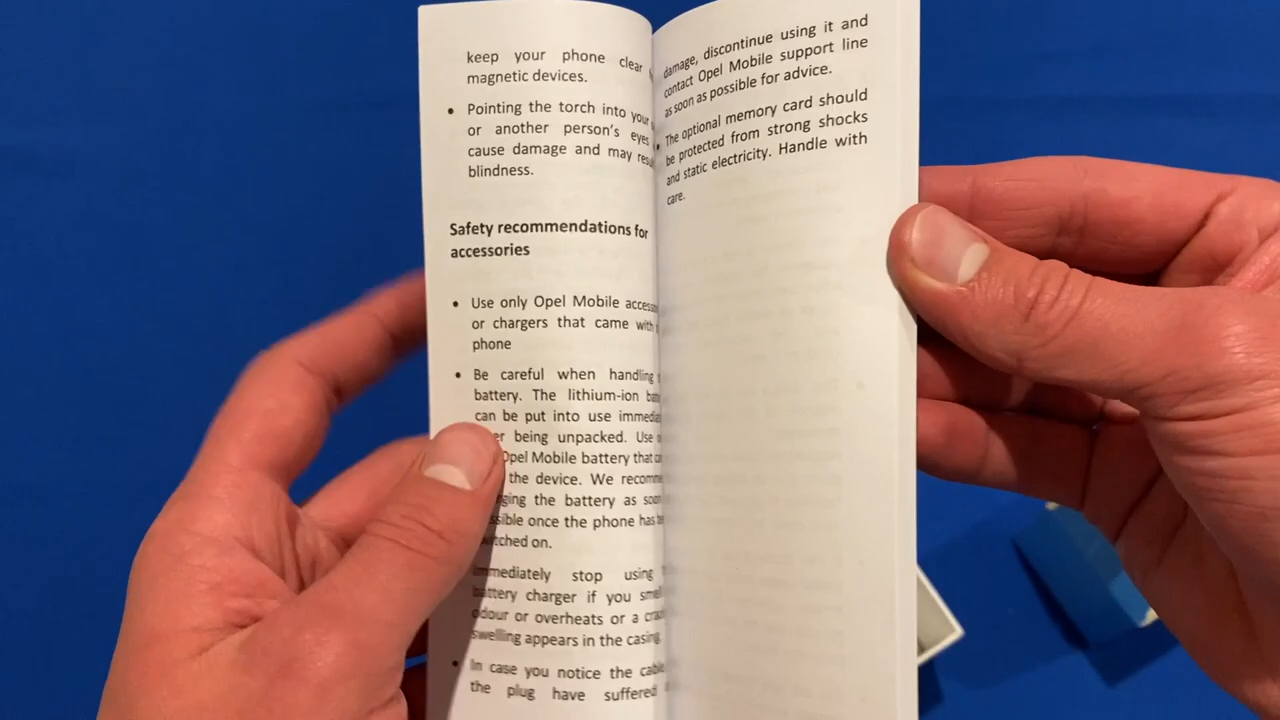 keep your phone clear
magnetic devices.
• Pointing the torch into your
or another person's eyes
cause damage and may
blindness.
Safety recommendations for
accessories
• Use only Opel Mobile
or chargers that came with
phone
• Be careful when handling
battery. The lithium-ion
can be put into use
being unpacked. Use
Opel Mobile battery that
the device. We
the battery as
once the phone has
on.
Immediately stop using
battery charger if you
odour or overheats or a
swelling appears in the casing.
• In case you notice the
the plug have suffered
damage, discontinue using it and
contact Opel Mobile support line
as soon as possible for advice.
• The optional memory card should
be protected from strong shocks
and static electricity. Handle with
care.